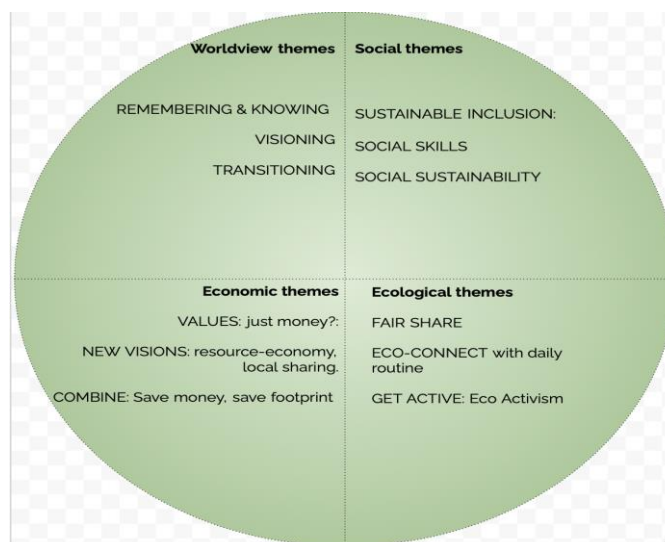 Worldview themes
REMEMBERING & KNOWING
VISIONING
TRANSITIONING
Social themes
SUSTAINABLE INCLUSION:
SOCIAL SKILLS
SOCIAL SUSTAINABILITY
Economic themes
VALUES: just money?:
NEW VISIONS: resource-economy,
local sharing.
COMBINE: Save money, save footprint
Ecological themes
FAIR SHARE
ECO-CONNECT with daily
routine
GET ACTIVE: Eco Activism